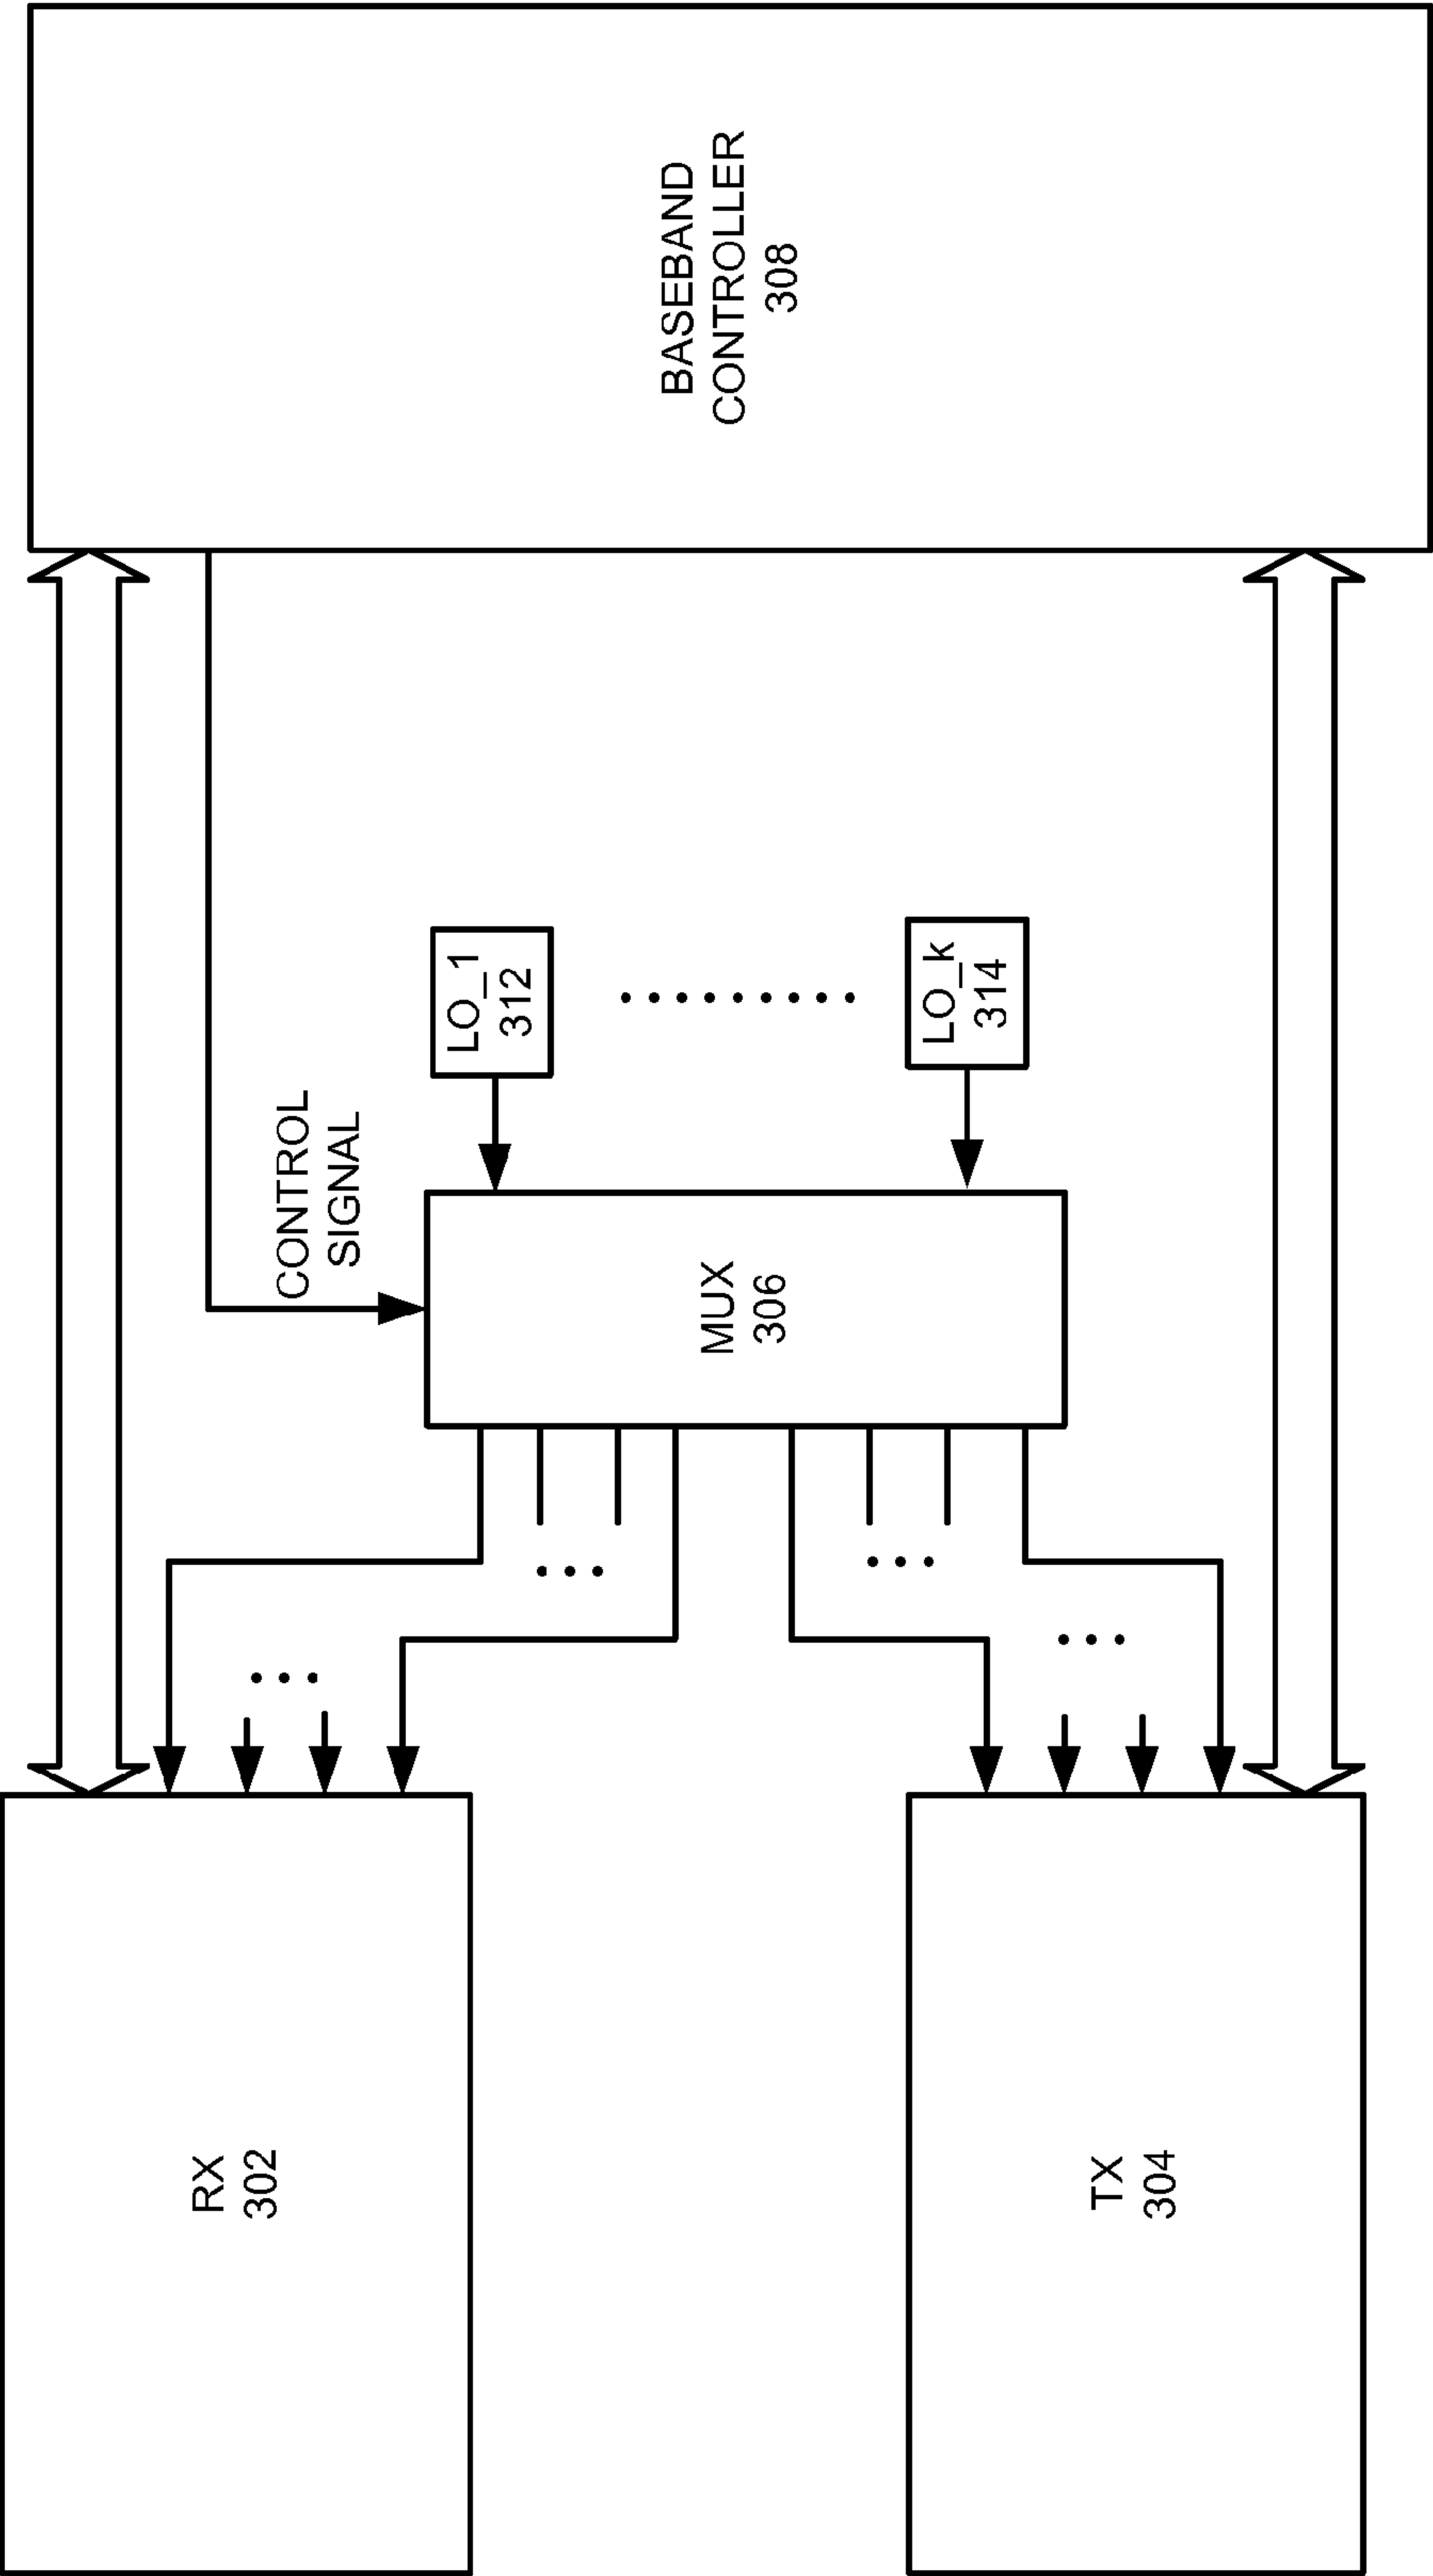 RX
302
TX
304
MUX
306
CONTROL
SIGNAL
LO_1
312
LO_k
314
BASEBAND
CONTROLLER
308